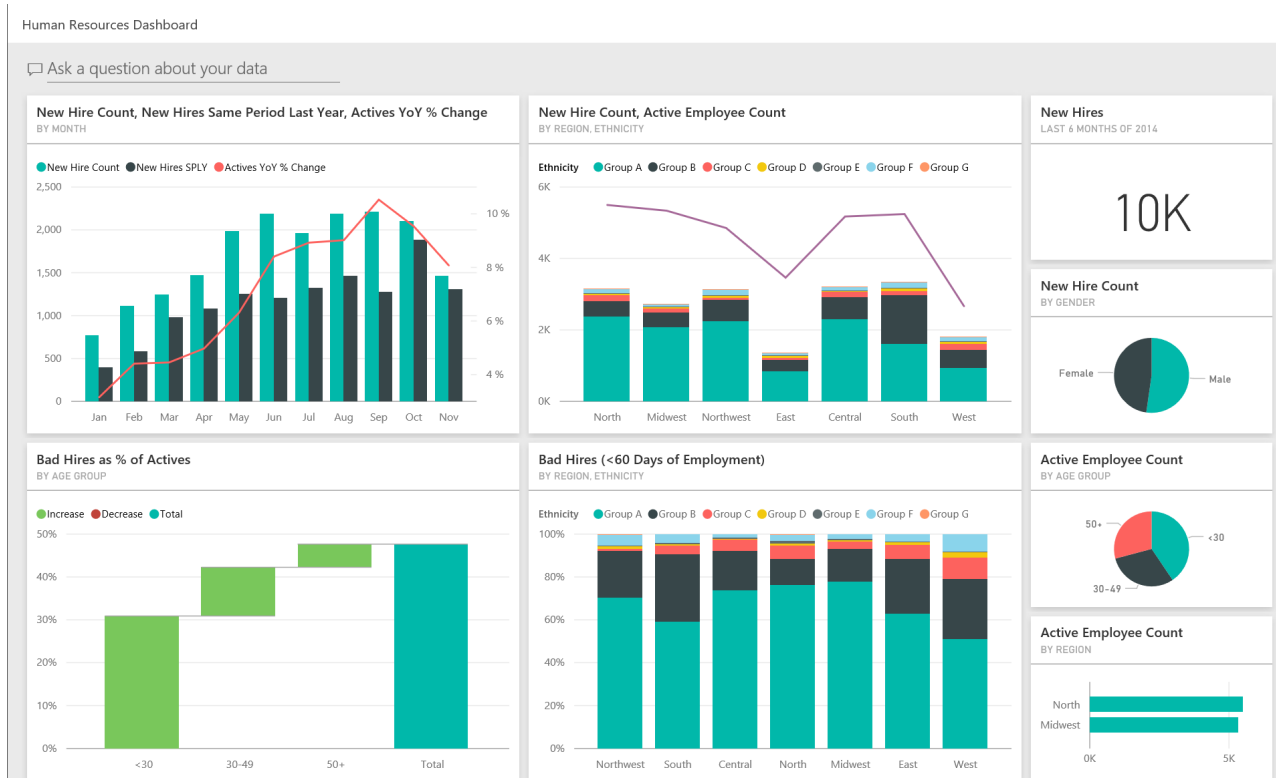 Human Resources Dashboard
Ask a question about your data
New Hire Count, New Hires Same Period Last Year, Actives YoY % Change
BY MONTH
New Hire Count New Hires SPLY Actives YoY % Change
2,500
2,000
1,500
1,000
500
0
10 %
8 %
6 %
4 %
Jan Feb Mar Apr May Jun Jul Aug Sep Oct Nov
New Hire Count, Active Employee Count
BY REGION, ETHNICITY
Ethnicity Group A Group B Group C Group D Group E Group F Group G
6K
4K
2K
0K
North Midwest Northwest East Central South West
New Hires
LAST 6 MONTHS OF 2014
10K
New Hire Count
BY GENDER
Female
Male
Bad Hires as % of Actives
BY AGE GROUP
Increase Decrease Total
50%
40%
30%
20%
10%
0%
<30 30-49 50+ Total
Bad Hires (<60 Days of Employment)
BY REGION, ETHNICITY
Ethnicity Group A Group B Group C Group D Group E Group F Group G
100%
80%
60%
40%
20%
0%
Northwest South Central North Midwest East West
Active Employee Count
BY AGE GROUP
50+
<30
30-49
Active Employee Count
BY REGION
North
Midwest
0K 5K